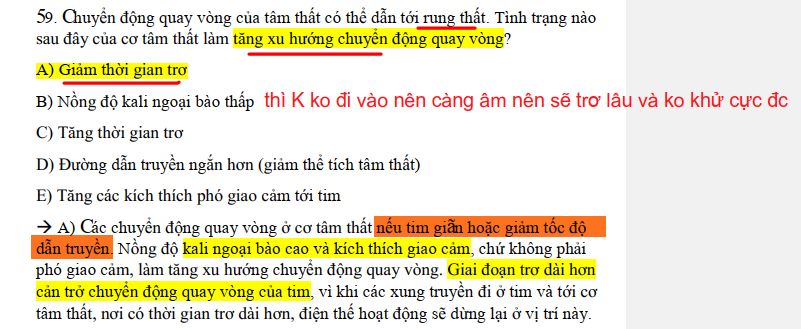 59. Chuyển động quay vòng của tâm thất có thể dẫn tới rung thất. Tình trạng nào
sau đây của cơ tâm thất làm tăng xu hướng chuyển động quay vòng?
A) Giảm thời gian trơ
B) Nồng độ kali ngoại bào thấp thì K ko đi vào nên càng âm nên sẽ trơ lâu và ko khử cực đc
C) Tăng thời gian trơ
D) Đường dẫn truyền ngắn hơn (giảm thể tích tâm thất)
E) Tăng các kích thích phó giao cảm tới tim
→ A) Các chuyển động quay vòng ở cơ tâm thất nếu tim giãn hoặc giảm tốc độ
dẫn truyền. Nồng độ kali ngoại bào cao và kích thích giao cảm, chứ không phải
phó giao cảm, làm tăng xu hướng chuyển động quay vòng. Giai đoạn trơ dài hơn
cản trở chuyển động quay vòng của tim, vì khi các xung truyền đi ở tim và tới cơ
tâm thất, nơi có thời gian trơ dài hơn, điện thế hoạt động sẽ dừng lại ở vị trí này.